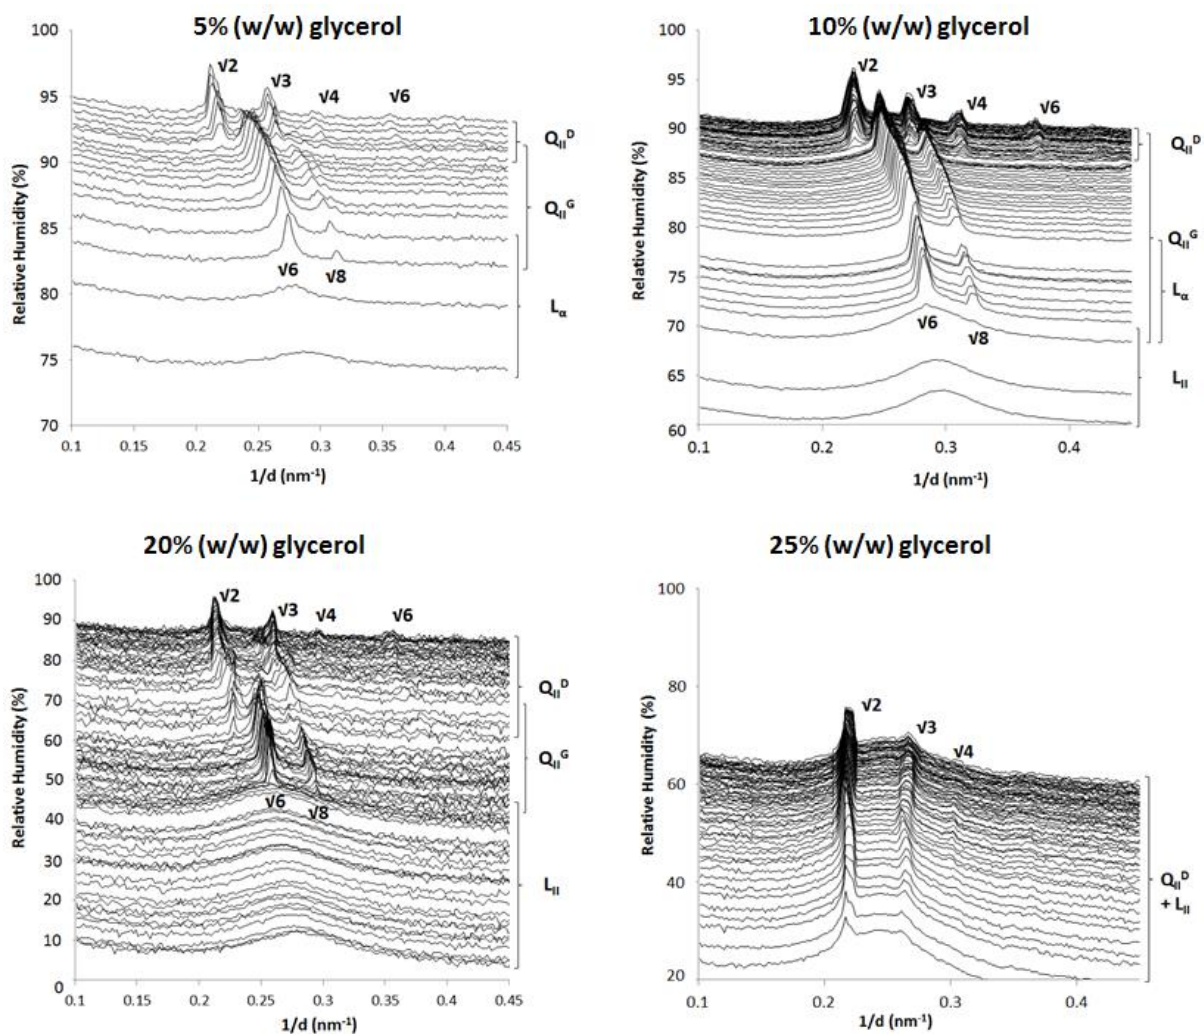 5% (w/w) glycerol
100
95
90
85
80
75
70
Relative Humidity (%)
√2
√3
√4
√6
√6
√8
Q_II^D
Q_II^G
L_α
0.1 0.15 0.2 0.25 0.3 0.35 0.4 0.45
1/d (nm⁻¹)
10% (w/w) glycerol
100
95
90
85
80
75
70
65
60
Relative Humidity (%)
√2
√3
√4
√6
√6
√8
Q_II^D
Q_II^G
L_α
L_II
0.1 0.2 0.3 0.4
1/d (nm⁻¹)
20% (w/w) glycerol
100
90
80
70
60
50
40
30
20
10
0
Relative Humidity (%)
√2
√3
√4
√6
√6
√8
Q_II^D
Q_II^G
L_II
0.1 0.15 0.2 0.25 0.3 0.35 0.4 0.45
1/d (nm⁻¹)
25% (w/w) glycerol
100
80
60
40
20
Relative Humidity (%)
√2
√3
√4
Q_II^D
+ L_II
0.1 0.2 0.3 0.4
1/d (nm⁻¹)